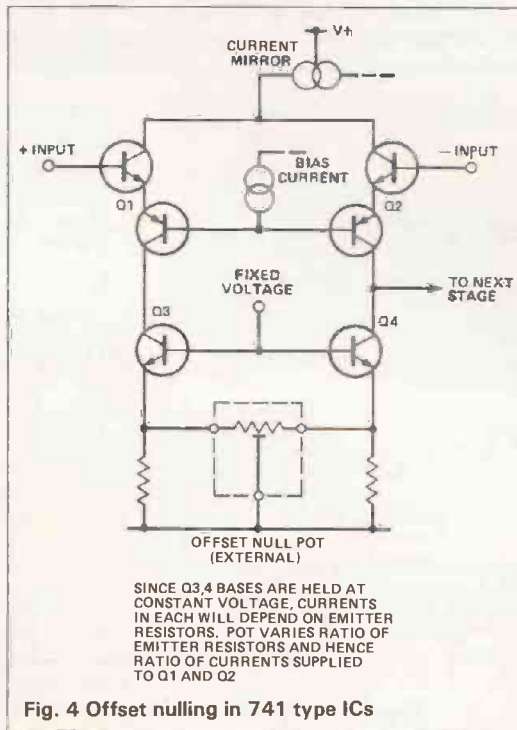 V+
CURRENT
MIRROR
+ INPUT
BIAS
CURRENT
– INPUT
Q1
Q2
FIXED
VOLTAGE
TO NEXT
STAGE
Q3
Q4
OFFSET NULL POT
(EXTERNAL)
SINCE Q3,4 BASES ARE HELD AT
CONSTANT VOLTAGE, CURRENTS
IN EACH WILL DEPEND ON EMITTER
RESISTORS. POT VARIES RATIO OF
EMITTER RESISTORS AND HENCE
RATIO OF CURRENTS SUPPLIED
TO Q1 AND Q2
Fig. 4 Offset nulling in 741 type ICs